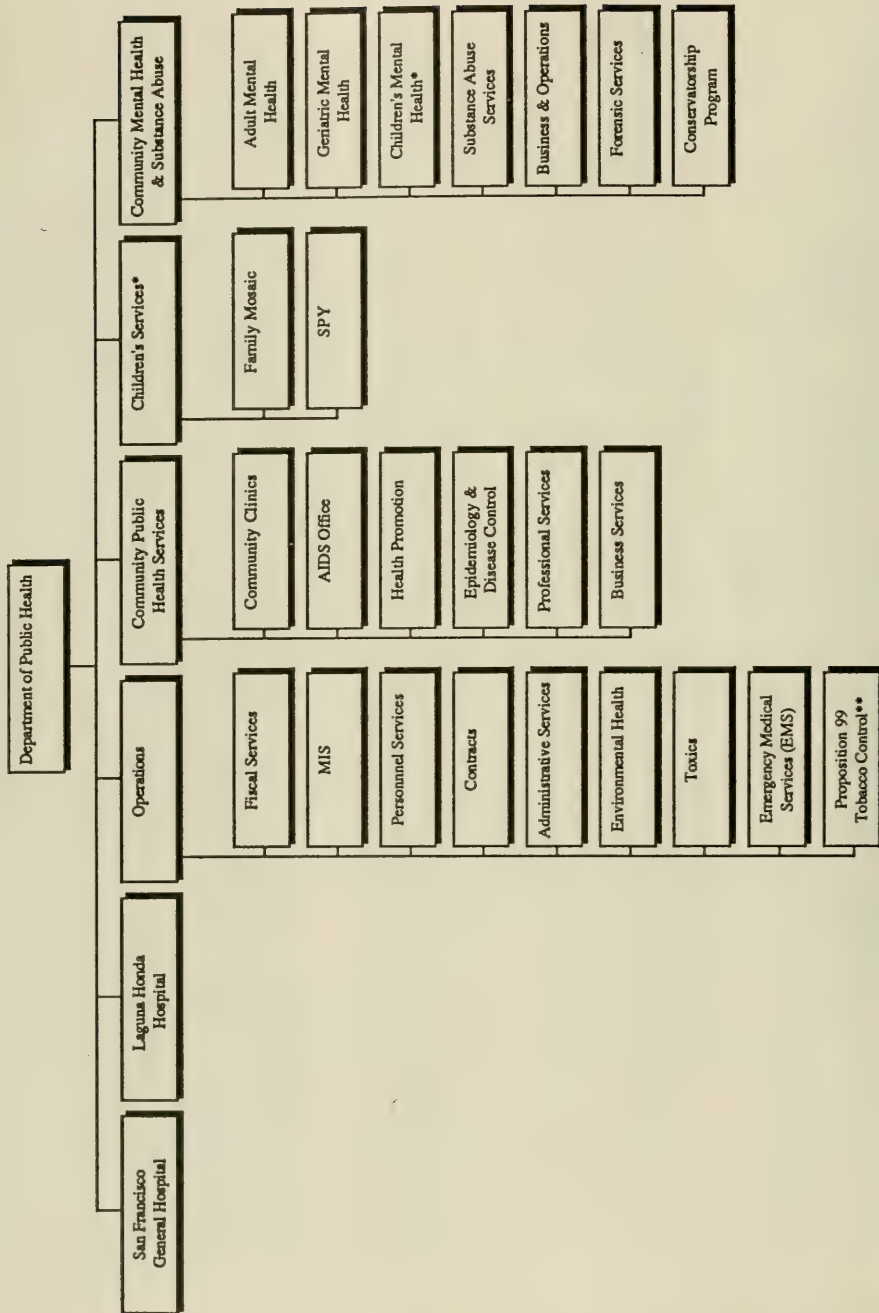 Department of Public Health
San Francisco
General Hospital
Laguna Honda
Hospital
Operations
Fiscal Services
MIS
Personnnel Services
Contracts
Administrative Services
Environmental Health
Toxics
Emergency Medical
Services (EMS)
Proposition 99
Tobacco Control**
Community Public
Health Services
Community Clinics
AIDS Office
Health Promotion
Epidemiology &
Disease Control
Professional Services
Business Services
Children's Services*
Family Mosaic
SPY
Community Mental Health
& Substance Abuse
Adult Mental
Health
Geriatric Mental
Health
Children's Mental
Health*
Substance Abuse
Services
Business & Operations
Forensic Services
Conservatorship
Program